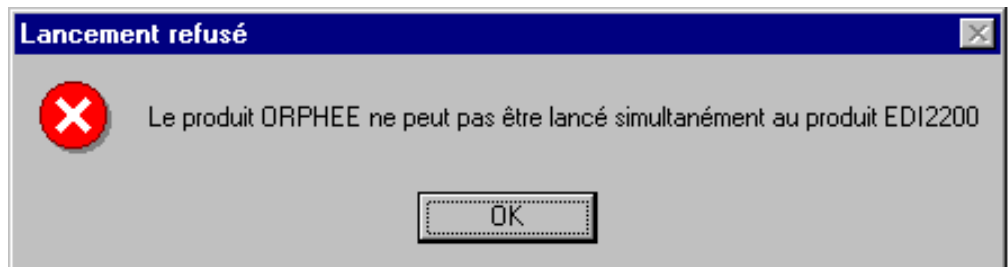 Lancement refusé
Le produit ORPHEE ne peut pas être lancé simultanément au produit EDI2200
OK